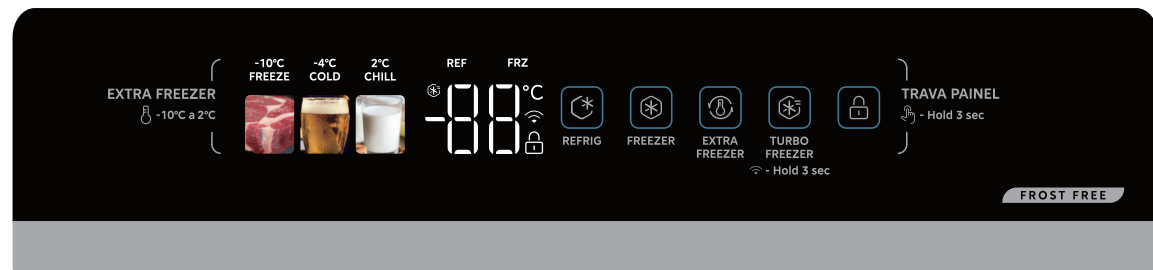 EXTRA FREEZER
-10°C a 2°C
-10°C
FREEZE
-4°C
COLD
2°C
CHILL
REF
FRZ
-88°C
REFRIG
FREEZER
EXTRA
FREEZER
TURBO
FREEZER
- Hold 3 sec
TRAVA PAINEL
- Hold 3 sec
FROST FREE